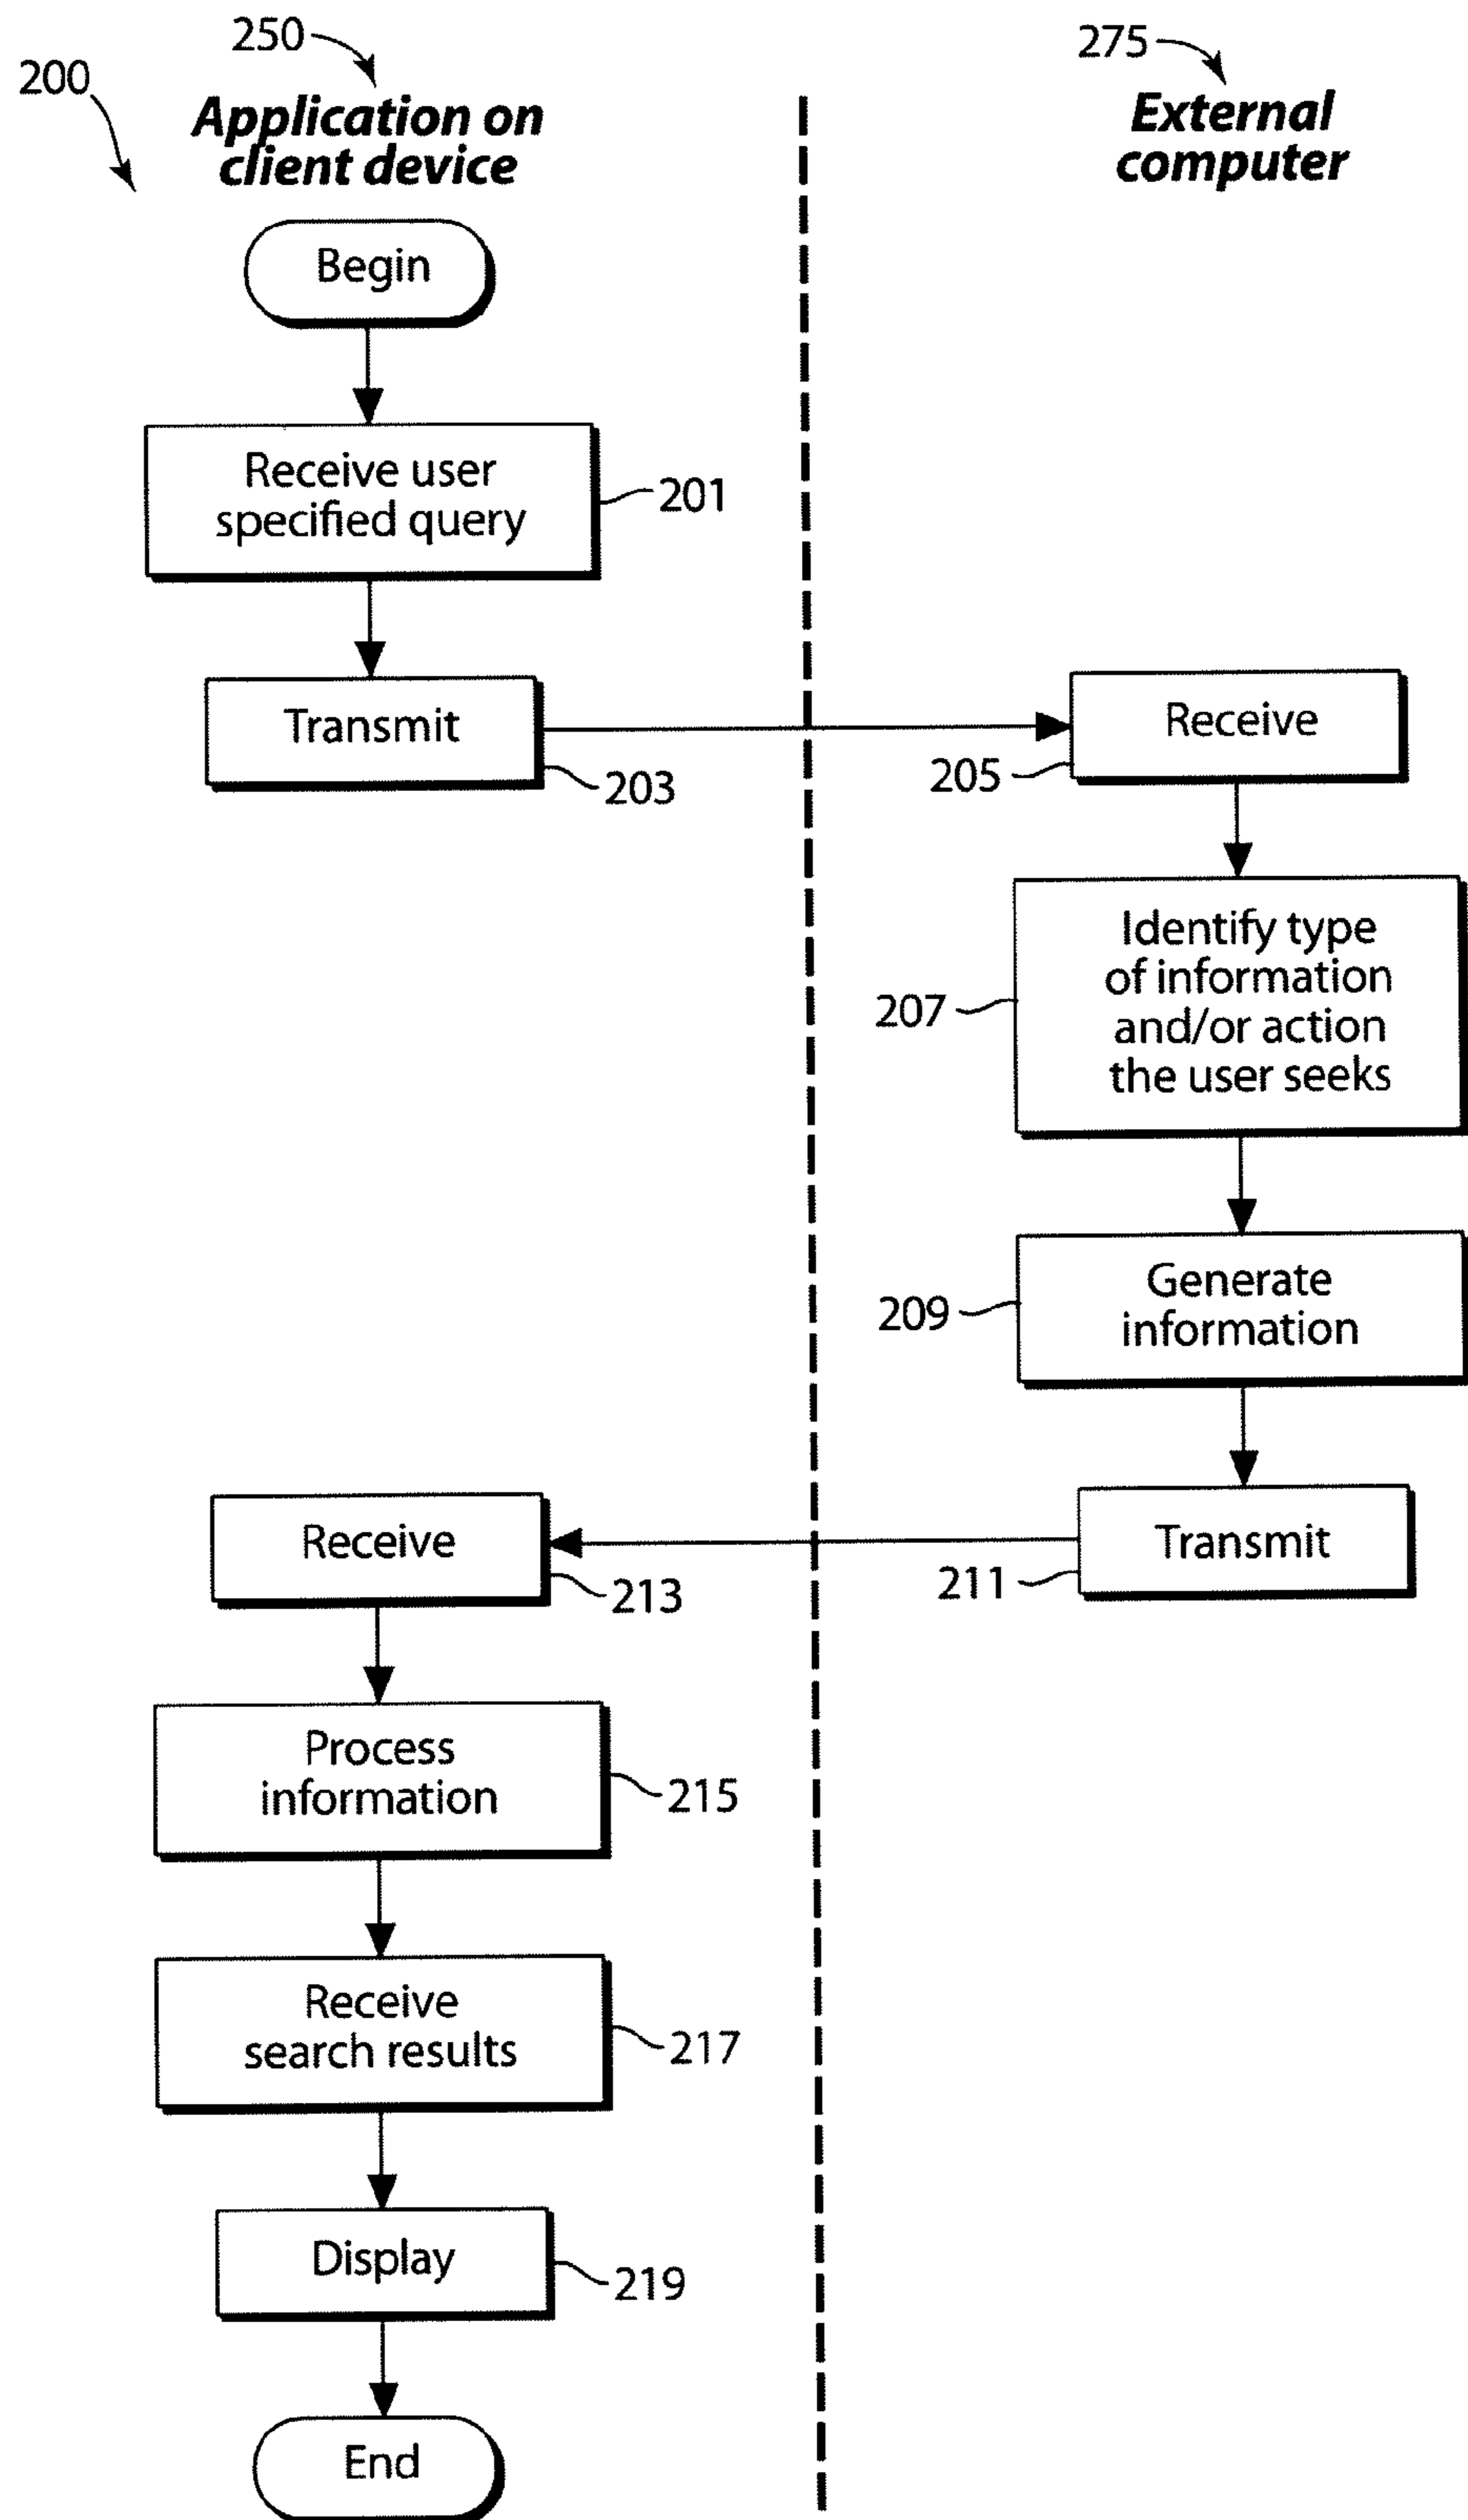 250
275
200
Application on
client device
External
computer
Begin
Receive user
specified query
201
Transmit
203
Receive
205
Identify type
of information
and/or action
the user seeks
207
Generate
information
209
Transmit
211
Receive
213
Process
information
215
Receive
search results
217
Display
219
End